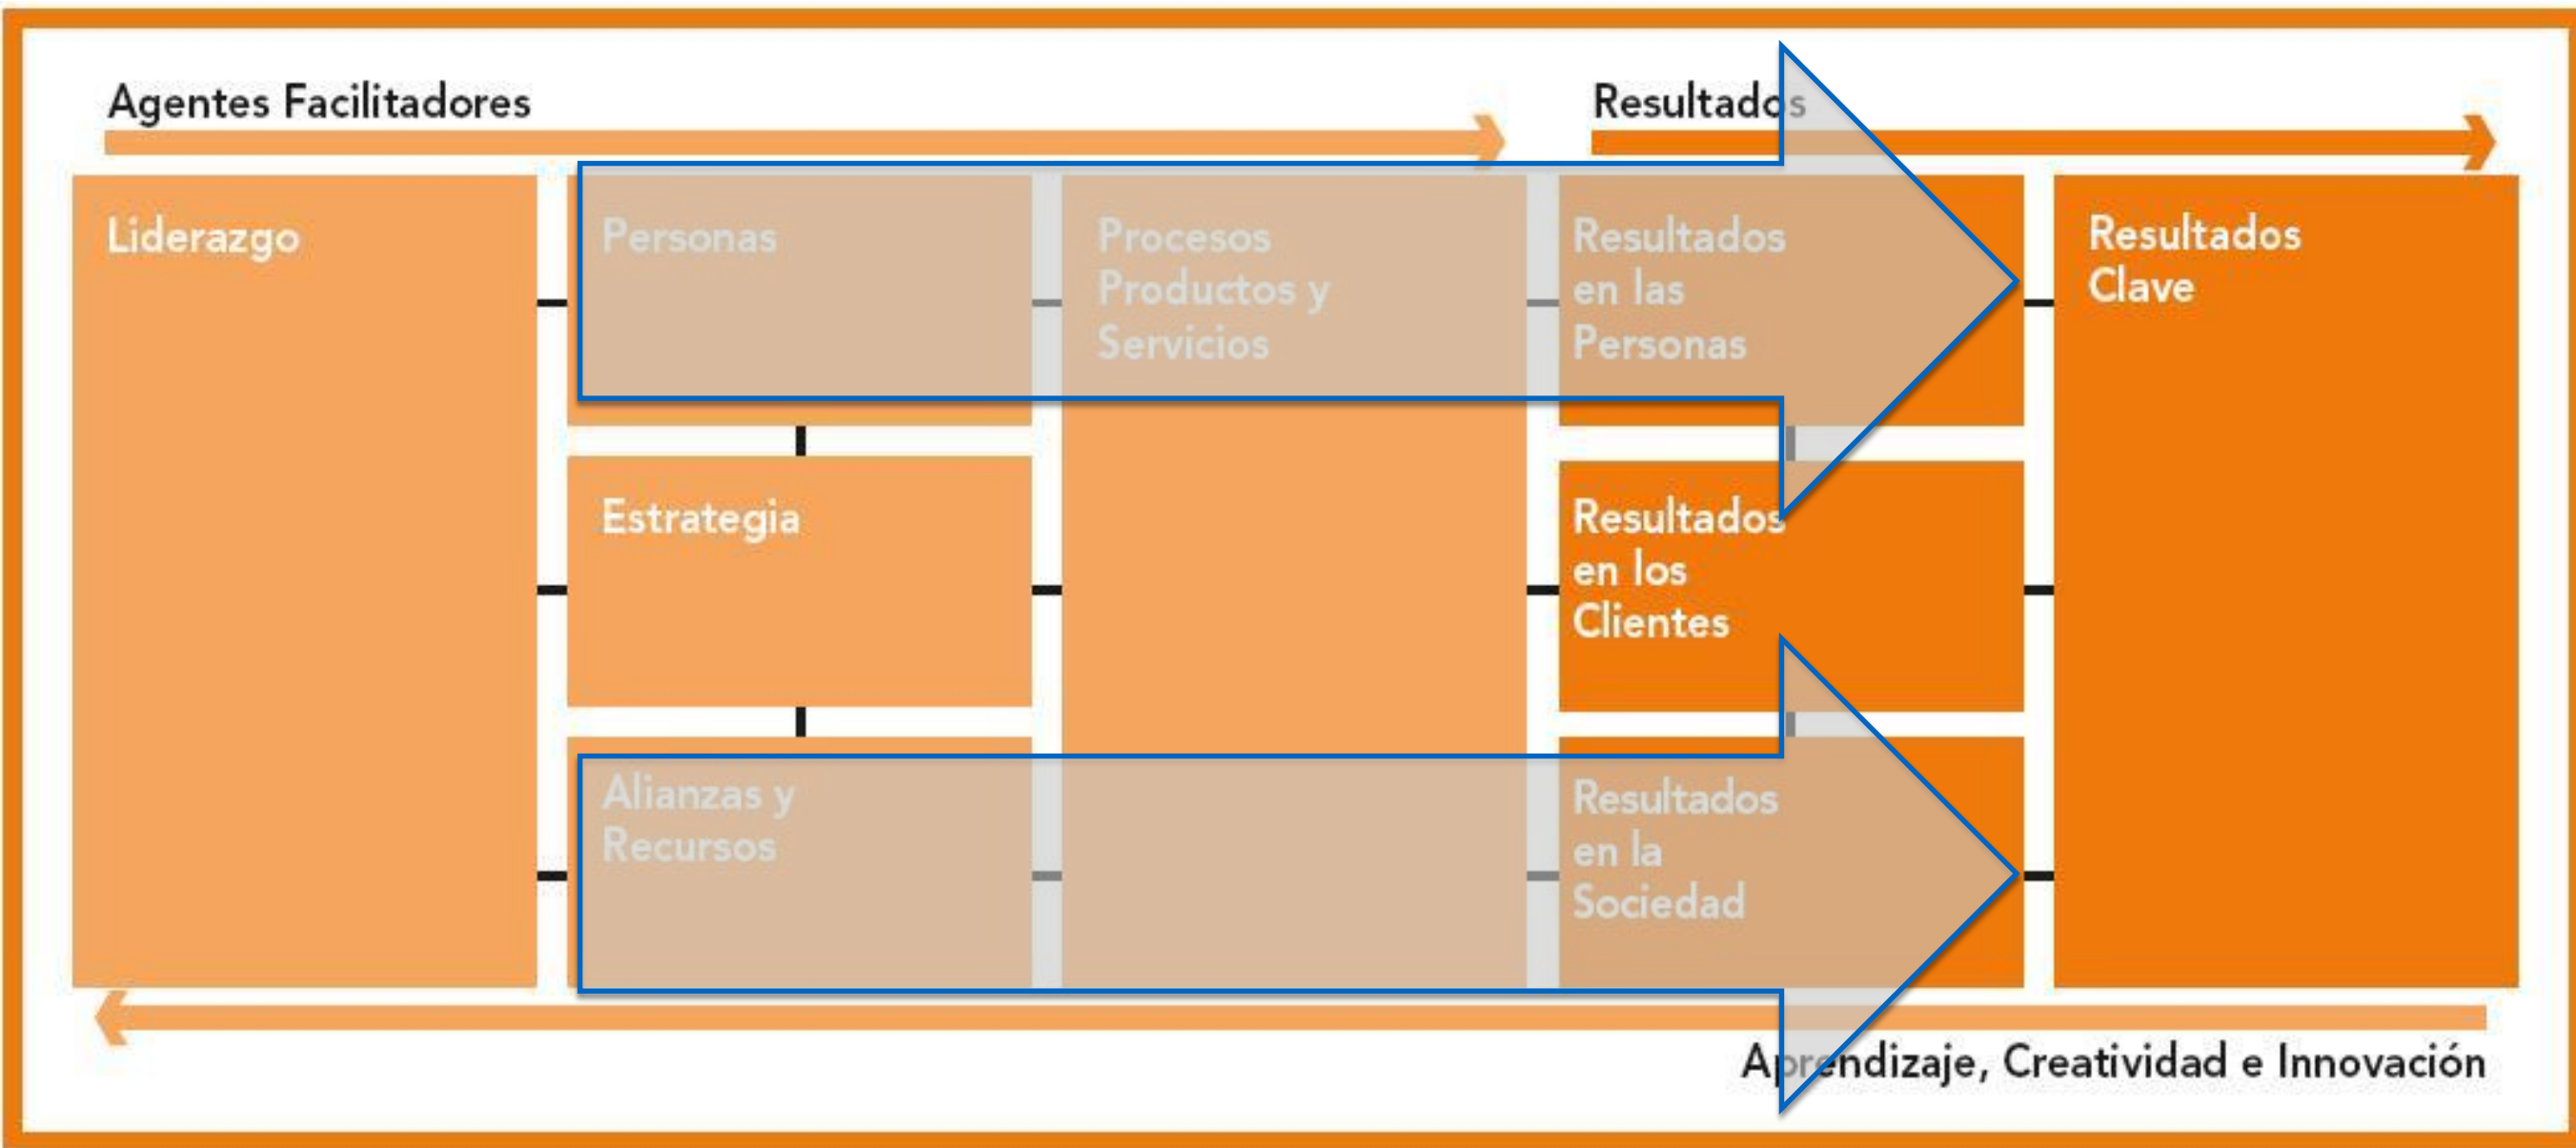 Agentes Facilitadores
Resultados
Liderazgo
Personas
Procesos
Productos y
Servicios
Resultados
en las
Personas
Resultados
Clave
Estrategia
Resultados
en los
Clientes
Alianzas y
Recursos
Resultados
en la
Sociedad
Aprendizaje, Creatividad e Innovación